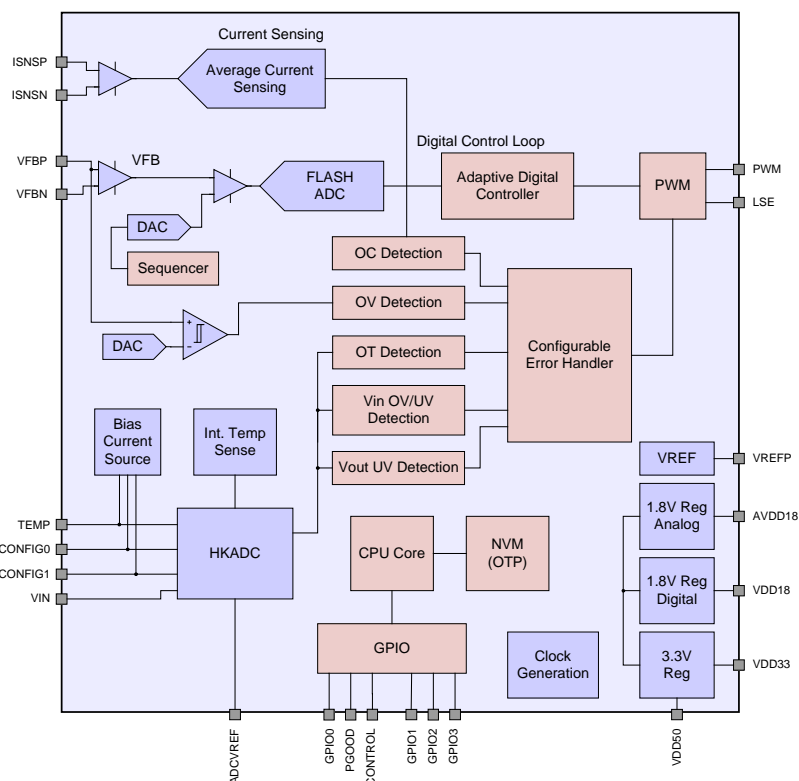 Current Sensing
ISNSP
ISNSN
Average Current
Sensing
Digital Control Loop
VFBP
VFBN
VFB
FLASH
ADC
Adaptive Digital
Controller
PWM
PWM
LSE
DAC
Sequencer
OC Detection
OV Detection
DAC
+
-
OT Detection
Configurable
Error Handler
Vin OV/UV
Detection
Vout UV Detection
Bias
Current
Source
Int. Temp
Sense
VREF
VREFP
1.8V Reg
Analog
AVDD18
TEMP
CONFIG0
CONFIG1
VIN
HKADC
CPU Core
NVM
(OTP)
1.8V Reg
Digital
VDD18
GPIO
Clock
Generation
3.3V
Reg
VDD33
ADCVREF
GPIO0
PGOOD
CONTROL
GPIO1
GPIO2
GPIO3
VDD50